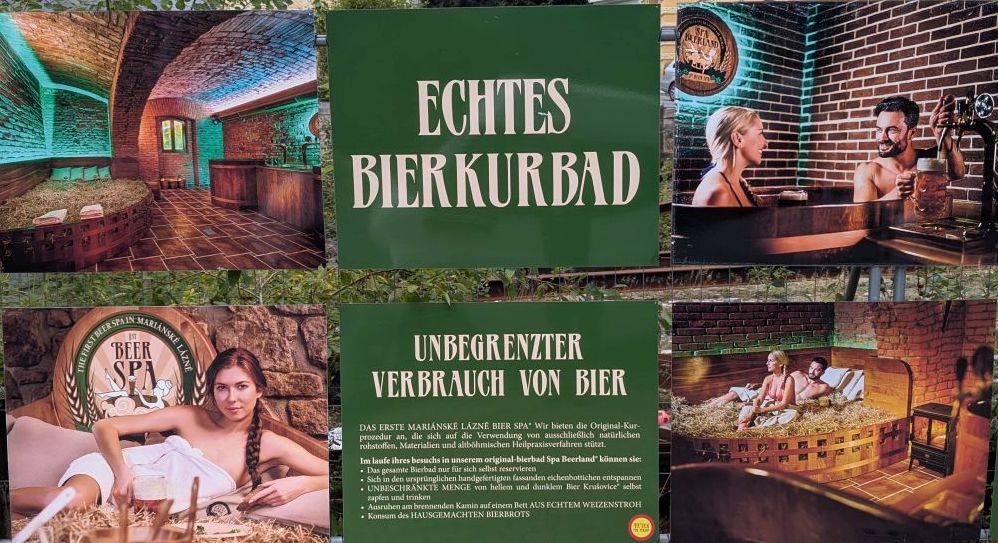 ECHTES
BIERKURBAD
SPA
BEERLAND
THE FIRST BEER SPA IN MARIÁNSKÉ LÁZNĚ
1ST
BEER
SPA
UNBEGRENZTER
VERBRAUCH VON BIER
DAS ERSTE MARIÁNSKÉ LÁZNĚ BIER SPA® Wir bieten die Original-Kur-
prozedur an, die sich auf die Verwendung von ausschließlich natürlichen
rohstoffen, Materialien und altböhmischen Heilpraxisverfahren stützt.
Im laufe ihres besuchs in unserem original-bierbad Spa Beerland® können sie:
• Das gesamte Bierbad nur für sich selbst reservieren
• Sich in den ursprünglichen handgefertigten fassanden eichenbottichen entspannen
• UNBESCHRÄNKTE MENGE von hellem und dunklem Bier Krušovice® selbst
zapfen und trinken
• Ausruhen am brennenden Kamin auf einem Bett AUS ECHTEM WEIZENSTROH
• Konsum des HAUSGEMACHTEN BIERBROTS